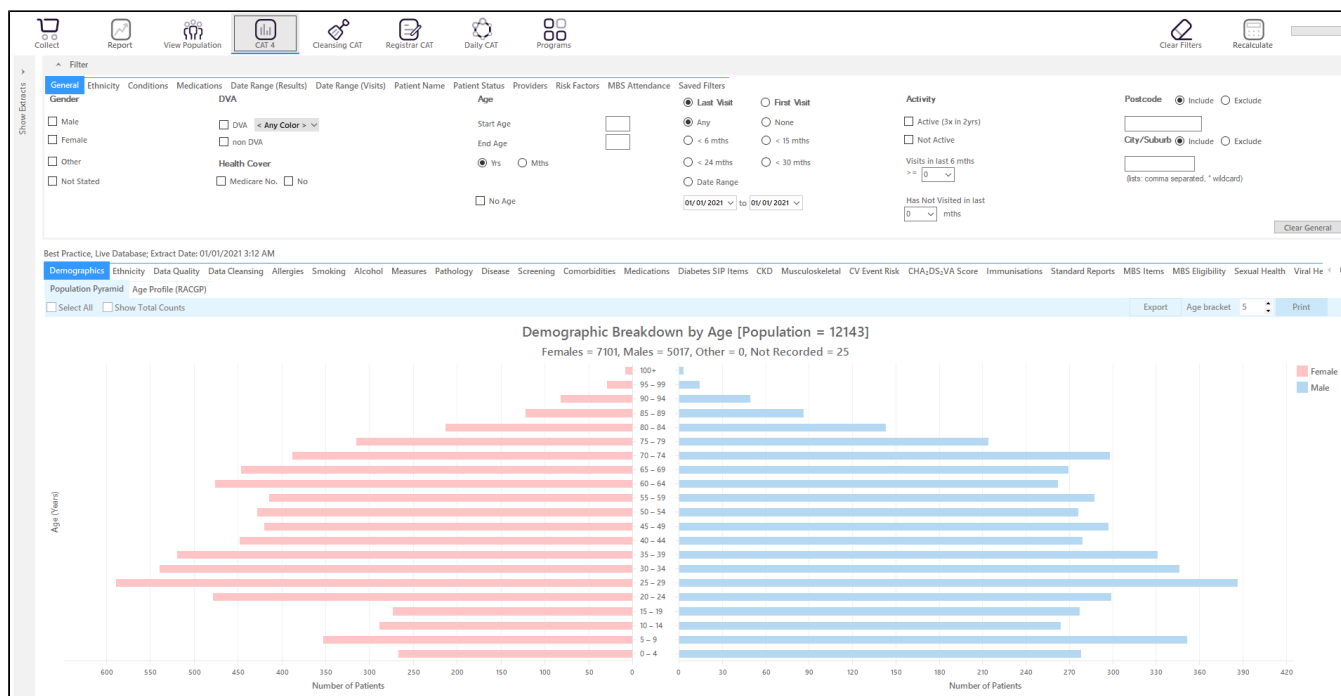 Collect Report View Population CAT 4 Cleansing CAT Registrar CAT Daily CAT Programs Clear Filters Recalculate
Show Extracts
Filter
General Ethnicity Conditions Medications Date Range (Results) Date Range (Visits) Patient Name Patient Status Providers Risk Factors MBS Attendance Saved Filters
Gender DVA Age Last Visit First Visit Activity Postcode Include Exclude
Male DVA < Any Color > Start Age Any None Active (3x in 2yrs)
Female non DVA End Age < 6 mths < 15 mths Not Active City/Suburb Include Exclude
Other Health Cover Yrs Mths < 24 mths < 30 mths Visits in last 6 mths
Not Stated Medicare No. No Date Range >= 0 (lists: comma separated, * wildcard)
No Age 01/01/2021 to 01/01/2021 Has Not Visited in last
0 mths
Clear General
Best Practice, Live Database; Extract Date: 01/01/2021 3:12 AM
Demographics Ethnicity Data Quality Data Cleansing Allergies Smoking Alcohol Measures Pathology Disease Screening Comorbidities Medications Diabetes SIP Items CKD Musculoskeletal CV Event Risk CHA₂DS₂VA Score Immunisations Standard Reports MBS Items MBS Eligibility Sexual Health Viral He
Population Pyramid Age Profile (RACGP)
Select All Show Total Counts Export Age bracket 5 Print
Demographic Breakdown by Age [Population = 12143]
Females = 7101, Males = 5017, Other = 0, Not Recorded = 25
Female
Male
Age (Years)
100+
95 – 99
90 – 94
85 – 89
80 – 84
75 – 79
70 – 74
65 – 69
60 – 64
55 – 59
50 – 54
45 – 49
40 – 44
35 – 39
30 – 34
25 – 29
20 – 24
15 – 19
10 – 14
5 – 9
0 – 4
600 550 500 450 400 350 300 250 200 150 100 50 0 0 30 60 90 120 150 180 210 240 270 300 330 360 390 420
Number of Patients Number of Patients